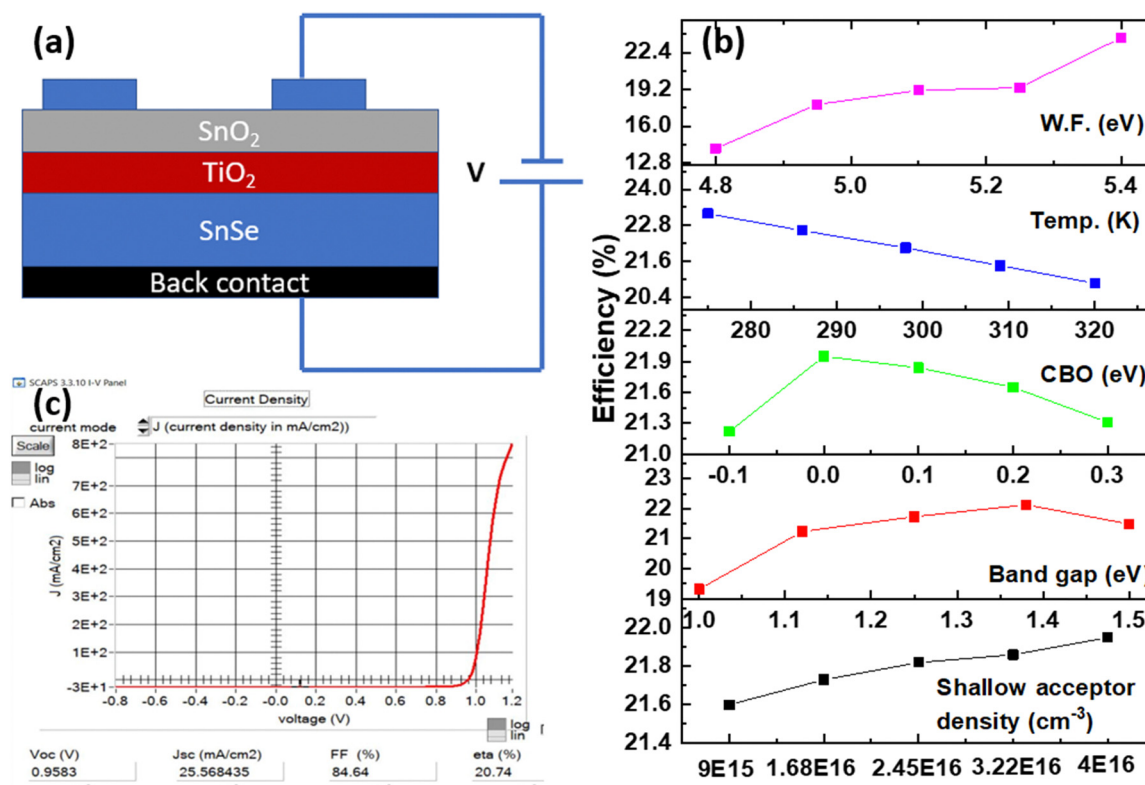 (a)
SnO₂
TiO₂
SnSe
Back contact
V
(b)
Efficiency (%)
22.4
19.2
16.0
12.8
W.F. (eV)
4.8 5.0 5.2 5.4
24.0
22.8
21.6
20.4
Temp. (K)
280 290 300 310 320
22.2
21.9
21.6
21.3
21.0
CBO (eV)
-0.1 0.0 0.1 0.2 0.3
23
22
21
20
19
Band gap (eV)
1.0 1.1 1.2 1.3 1.4 1.5
22.0
21.8
21.6
21.4
Shallow acceptor
density (cm⁻³)
9E15 1.68E16 2.45E16 3.22E16 4E16
SCAPS 3.3.10 I-V Panel
(c)
Current Density
current mode J (current density in mA/cm2))
Scale
log
lin
Abs
J (mA/cm2)
8E+2
7E+2
6E+2
5E+2
4E+2
3E+2
2E+2
1E+2
-3E+1
-0.8 -0.6 -0.4 -0.2 -0.0 0.2 0.4 0.6 0.8 1.0 1.2
voltage (V)
log
lin
Voc (V) Jsc (mA/cm2) FF (%) eta (%)
0.9583 25.568435 84.64 20.74